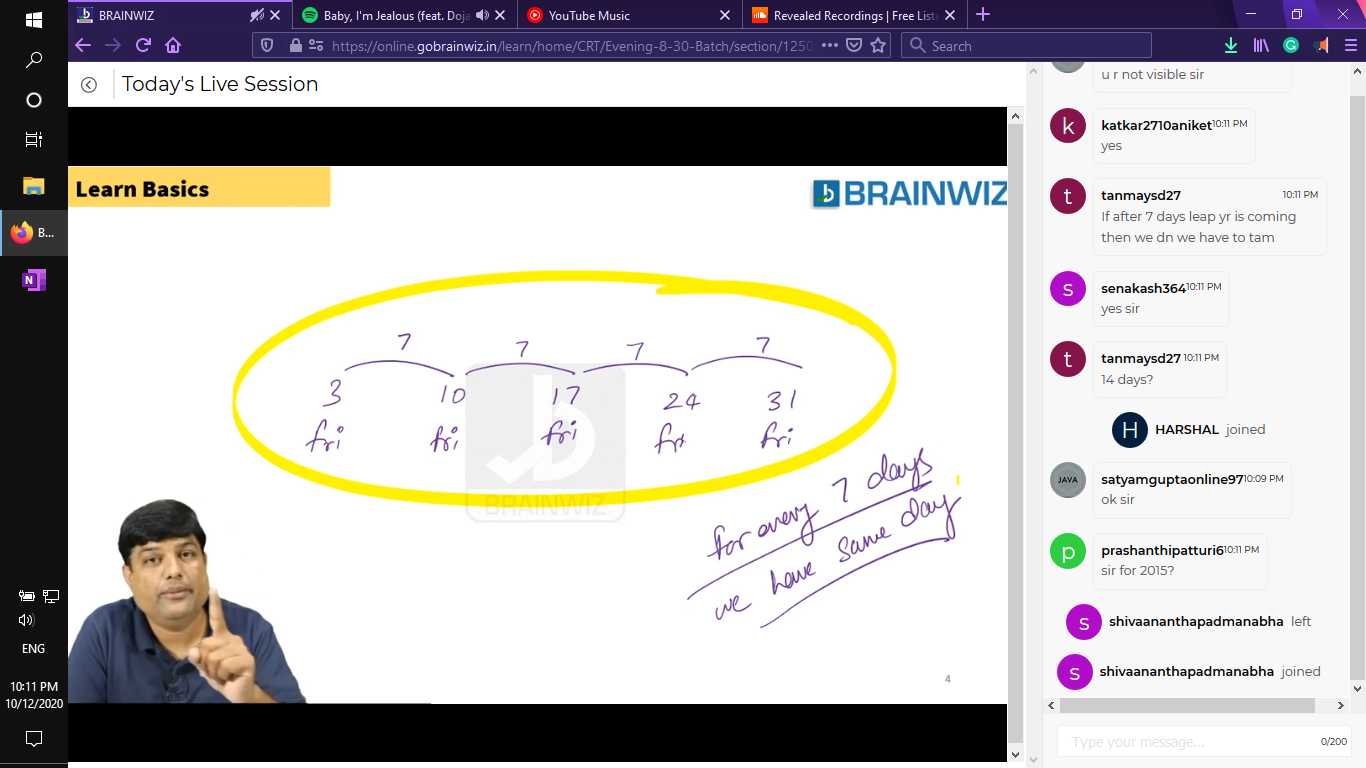 BRAINWIZ
Baby, I'm Jealous (feat. Doja
YouTube Music
Revealed Recordings | Free List
https://online.gobrainwiz.in/learn/home/CRT/Evening-8-30-Batch/section/1250
Search
Today's Live Session
Learn Basics
BRAINWIZ
7 7 7 7
3 10 17 24 31
fri fri fri fri fri
BRAINWIZ
for every 7 days
we have same day
4
u r not visible sir
k
katkar2710aniket 10:11 PM
yes
t
tanmaysd27 10:11 PM
If after 7 days leap yr is coming
then we dn we have to tam
s
senakash364 10:11 PM
yes sir
t
tanmaysd27 10:11 PM
14 days?
H HARSHAL joined
JAVA
satyamguptaonline97 10:09 PM
ok sir
p
prashanthipatturi6 10:11 PM
sir for 2015?
s shivaananthapadmanabha left
s shivaananthapadmanabha joined
Type your message... 0/200
B...
N
ENG
10:11 PM
10/12/2020